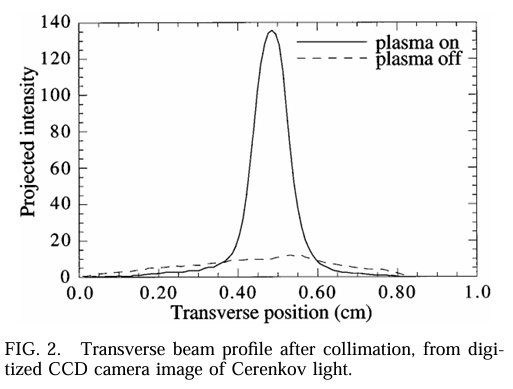 140
120
100
80
60
40
20
0
Projected intensity
plasma on
plasma off
0.0 0.20 0.40 0.60 0.80 1.0
Transverse position (cm)
FIG. 2. Transverse beam profile after collimation, from digi-
tized CCD camera image of Cerenkov light.